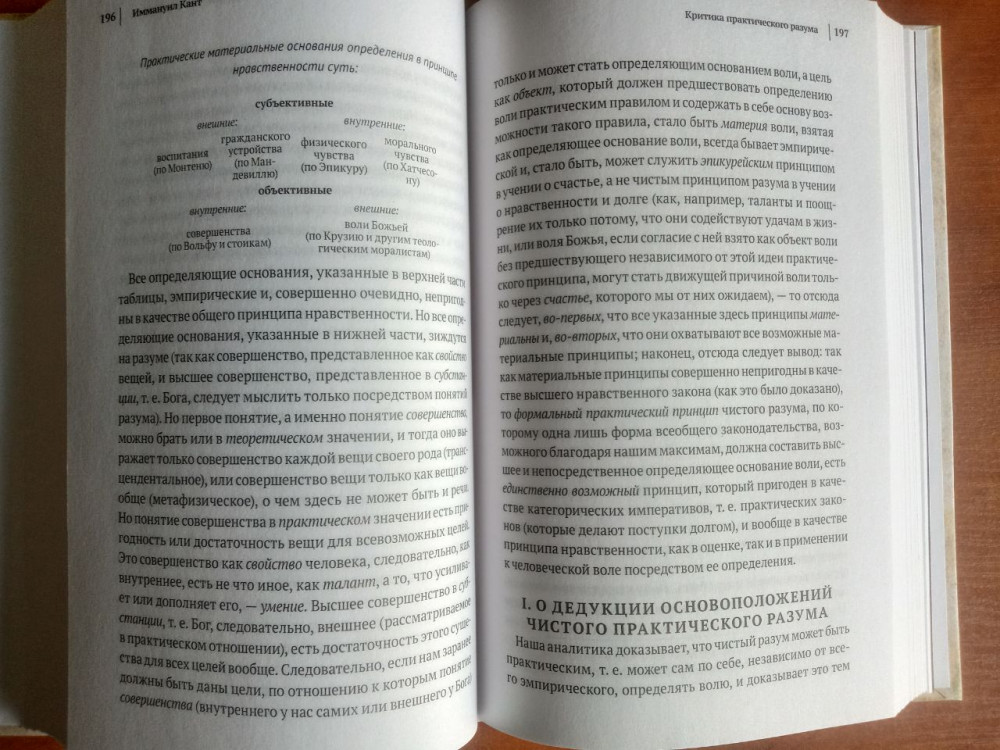 196 Иммануил Кант
Практические материальные основания определения в принципе
нравственности суть:
субъективные
внешние: внутренние:
воспитания (по Монтеню)
гражданского устройства (по Ман-
девиллю)
физического чувства (по Эпикуру)
морального чувства (по Хатчесо-
ну)
объективные
внутренние: внешние:
совершенства (по Вольфу и стоикам)
воли Божьей
(по Крузию и другим теоло-
гическим моралистам)
Все определяющие основания, указанные в верхней части
таблицы, эмпирические и, совершенно очевидно, непригод-
ны в качестве общего принципа нравственности. Но все опре-
деляющие основания, указанные в нижней части, зиждутся
на разуме (так как совершенство, представленное как свойство
вещей, и высшее совершенство, представленное в субстан-
ции, т. е. Бога, следует мыслить только посредством понятий
разума). Но первое понятие, а именно понятие совершенства,
можно брать или в теоретическом значении, и тогда оно вы-
ражает только совершенство каждой вещи своего рода (транс-
цендентальное), или совершенство вещи только как вещи во-
обще (метафизическое), о чем здесь не может быть и речи.
Но понятие совершенства в практическом значении есть при-
годность или достаточность вещи для всевозможных целей.
Это совершенство как свойство человека, следовательно, как
внутреннее, есть не что иное, как талант, а то, что усилива-
ет или дополняет его, — умение. Высшее совершенство в суб-
станции, т. е. Бог, следовательно, внешнее (рассматриваемое
в практическом отношении), есть достаточность этого суще-
ства для всех целей вообще. Следовательно, если нам заранее
должны быть даны цели, по отношению к которым понятие
совершенства (внутреннего у нас самих или внешнего у Бога)
Критика практического разума 197
только и может стать определяющим основанием воли, а цель
как объект, который должен предшествовать определению
воли практическим правилом и содержать в себе основу воз-
можности такого правила, стало быть материя воли, взятая
как определяющее основание воли, всегда бывает эмпириче-
ской и, стало быть, может служить эпикурейским принципом
в учении о счастье, а не чистым принципом разума в учении
о нравственности и долге (как, например, таланты и поощ-
рение их только потому, что они содействуют удачам в жиз-
ни, или воля Божья, если согласие с ней взято как объект воли
без предшествующего независимого от этой идеи практиче-
ского принципа, могут стать движущей причиной воли толь-
ко через счастье, которого мы от них ожидаем), — то отсюда
следует, во-первых, что все указанные здесь принципы мате-
риальны и, во-вторых, что они охватывают все возможные ма-
териальные принципы; наконец, отсюда следует вывод: так
как материальные принципы совершенно непригодны в каче-
стве высшего нравственного закона (как это было доказано),
то формальный практический принцип чистого разума, по ко-
торому одна лишь форма всеобщего законодательства, воз-
можного благодаря нашим максимам, должна составить выс-
шее и непосредственное определяющее основание воли, есть
единственно возможный принцип, который пригоден в каче-
стве категорических императивов, т. е. практических зако-
нов (которые делают поступки долгом), и вообще в качестве
принципа нравственности, как в оценке, так и в применении
к человеческой воле посредством ее определения.
I. О ДЕДУКЦИИ ОСНОВОПОЛОЖЕНИЙ
ЧИСТОГО ПРАКТИЧЕСКОГО РАЗУМА
Наша аналитика доказывает, что чистый разум может быть
практическим, т. е. может сам по себе, независимо от все-
го эмпирического, определять волю, и доказывает это тем